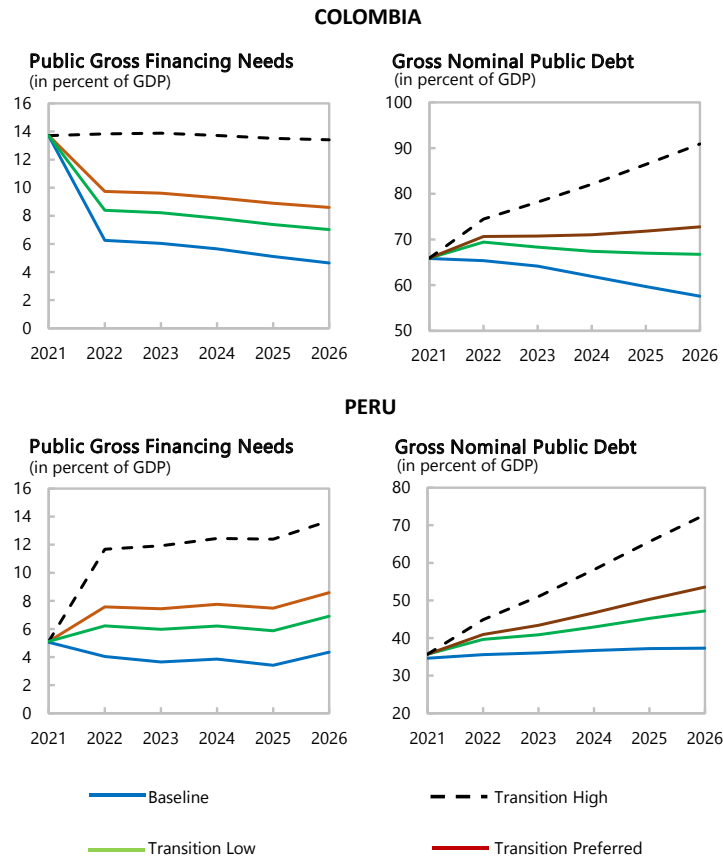 COLOMBIA
Public Gross Financing Needs
(in percent of GDP)
16
14
12
10
8
6
4
2
0
2021 2022 2023 2024 2025 2026
Gross Nominal Public Debt
(in percent of GDP)
100
90
80
70
60
50
2021 2022 2023 2024 2025 2026
PERU
Public Gross Financing Needs
(in percent of GDP)
16
14
12
10
8
6
4
2
0
2021 2022 2023 2024 2025 2026
Gross Nominal Public Debt
(in percent of GDP)
80
70
60
50
40
30
20
2021 2022 2023 2024 2025 2026
Baseline
Transition High
Transition Low
Transition Preferred